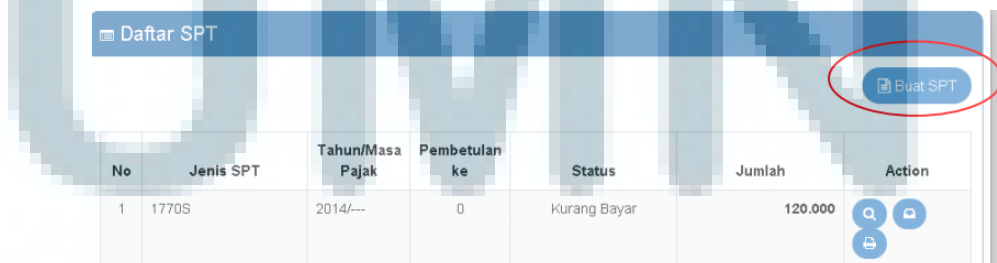 UMN
Daftar SPT
Buat SPT
No Jenis SPT Tahun/Masa Pajak Pembetulan ke Status Jumlah Action
1 1770S 2014/--- 0 Kurang Bayar 120.000